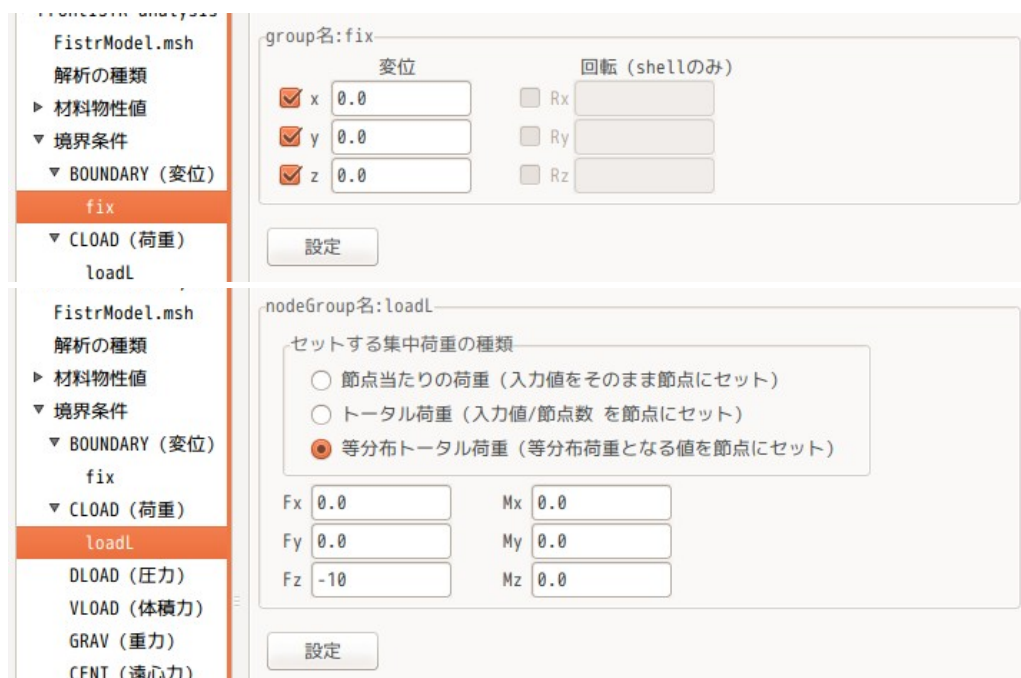 FistrModel.msh
解析の種類
材料物性値
境界条件
BOUNDARY (変位)
fix
CLOAD (荷重)
loadL
group名:fix
変位 回転 (shellのみ)
x 0.0 Rx
y 0.0 Ry
z 0.0 Rz
設定
FistrModel.msh
解析の種類
材料物性値
境界条件
BOUNDARY (変位)
fix
CLOAD (荷重)
loadL
DLOAD (圧力)
VLOAD (体積力)
GRAV (重力)
CENT (遠心力)
nodeGroup名:loadL
セットする集中荷重の種類
節点当たりの荷重 (入力値をそのまま節点にセット)
トータル荷重 (入力値/節点数 を節点にセット)
等分布トータル荷重 (等分布荷重となる値を節点にセット)
Fx 0.0 Mx 0.0
Fy 0.0 My 0.0
Fz -10 Mz 0.0
設定